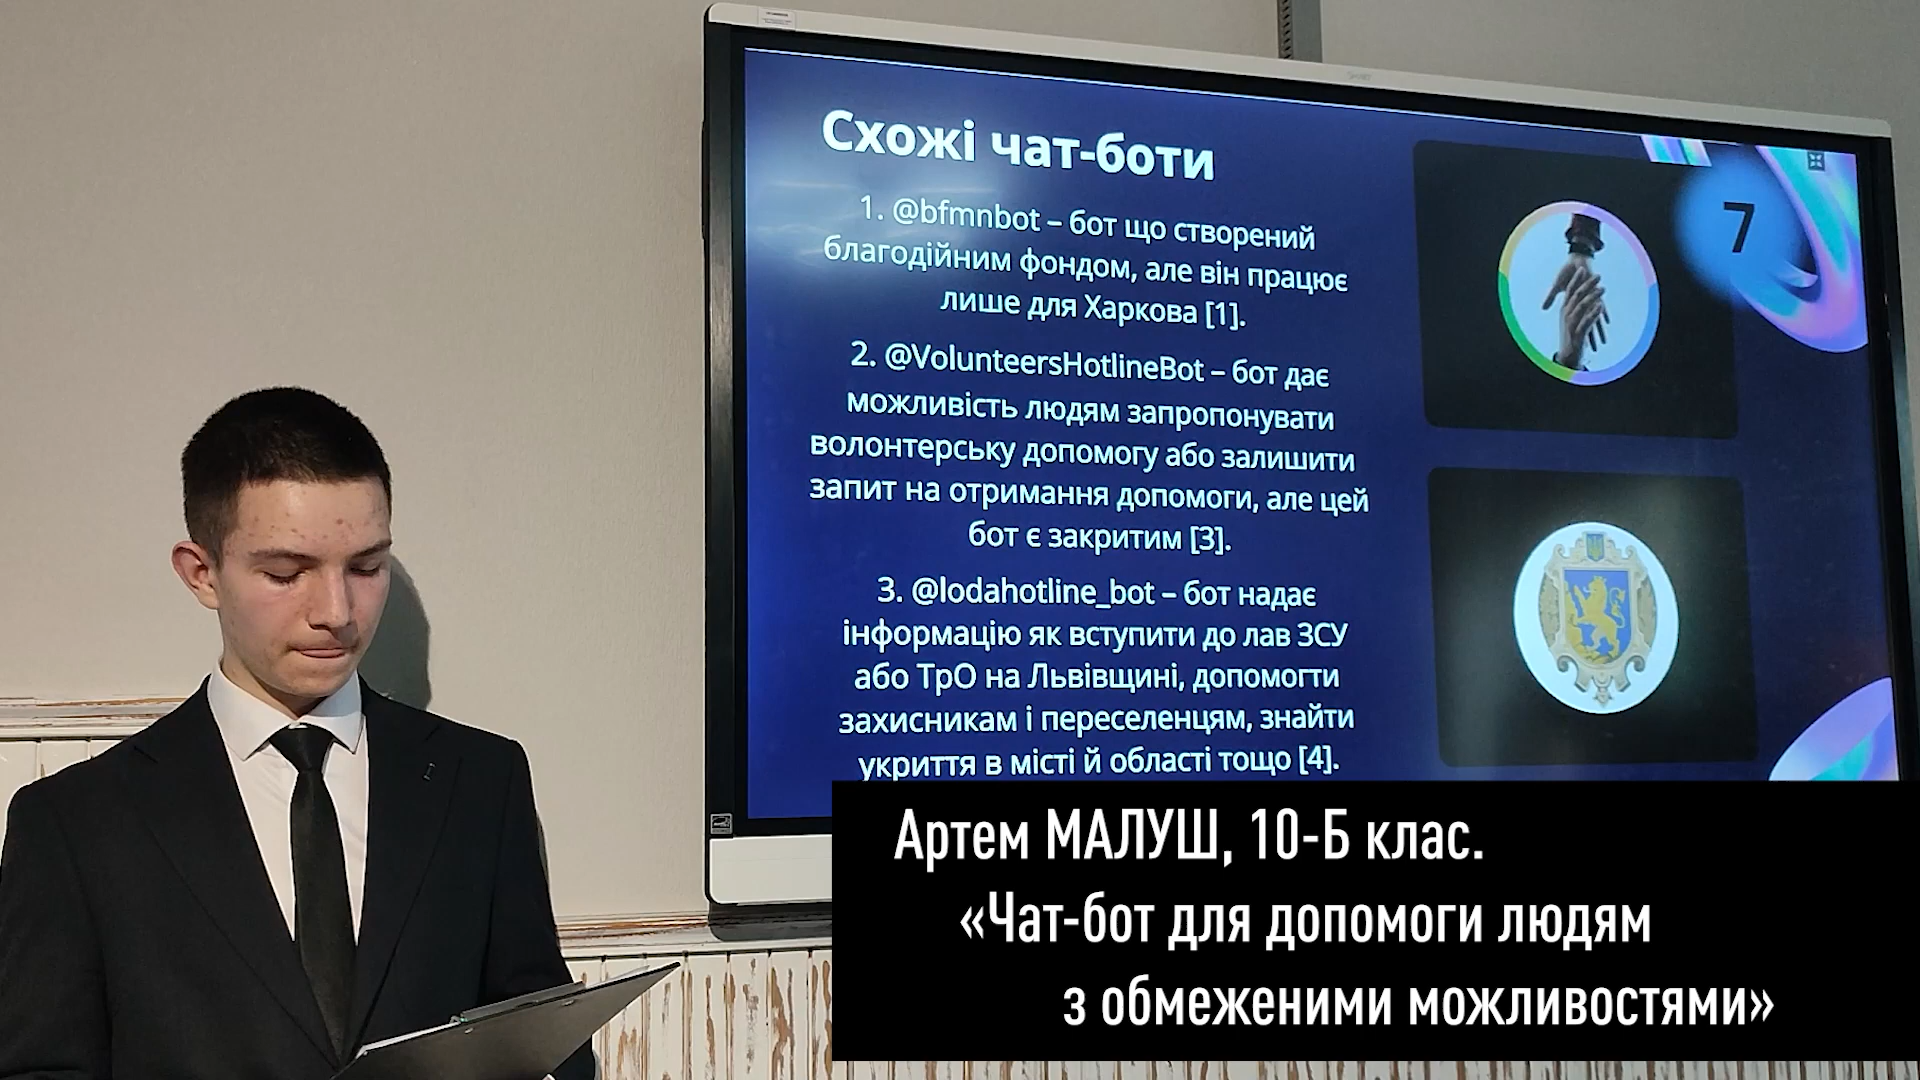 Схожі чат-боти
7
1. @bfmnbot – бот що створений
благодійним фондом, але він працює
лише для Харкова [1].
2. @VolunteersHotlineBot – бот дає
можливість людям запропонувати
волонтерську допомогу або залишити
запит на отримання допомоги, але цей
бот є закритим [3].
3. @lodahotline_bot – бот надає
інформацію як вступити до лав ЗСУ
або ТрО на Львівщині, допомогти
захисникам і переселенцям, знайти
укриття в місті й області тощо [4].
Артем МАЛУШ, 10-Б клас.
«Чат-бот для допомоги людям
з обмеженими можливостями»